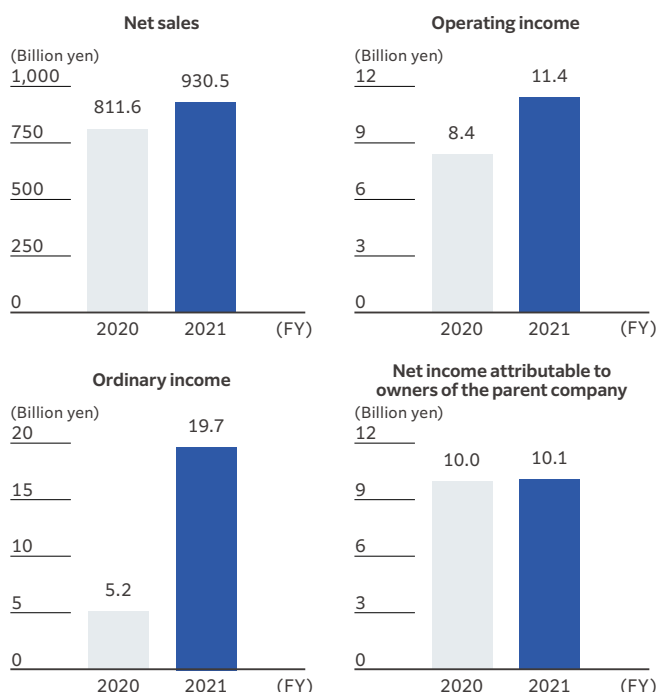 Net sales
(Billion yen)
1,000
930.5
811.6
750
500
250
0
2020 2021 (FY)
Operating income
(Billion yen)
12
11.4
9
8.4
6
3
0
2020 2021 (FY)
Ordinary income
(Billion yen)
20
19.7
15
10
5.2
5
0
2020 2021 (FY)
Net income attributable to
owners of the parent company
(Billion yen)
12
10.0 10.1
9
6
3
0
2020 2021 (FY)